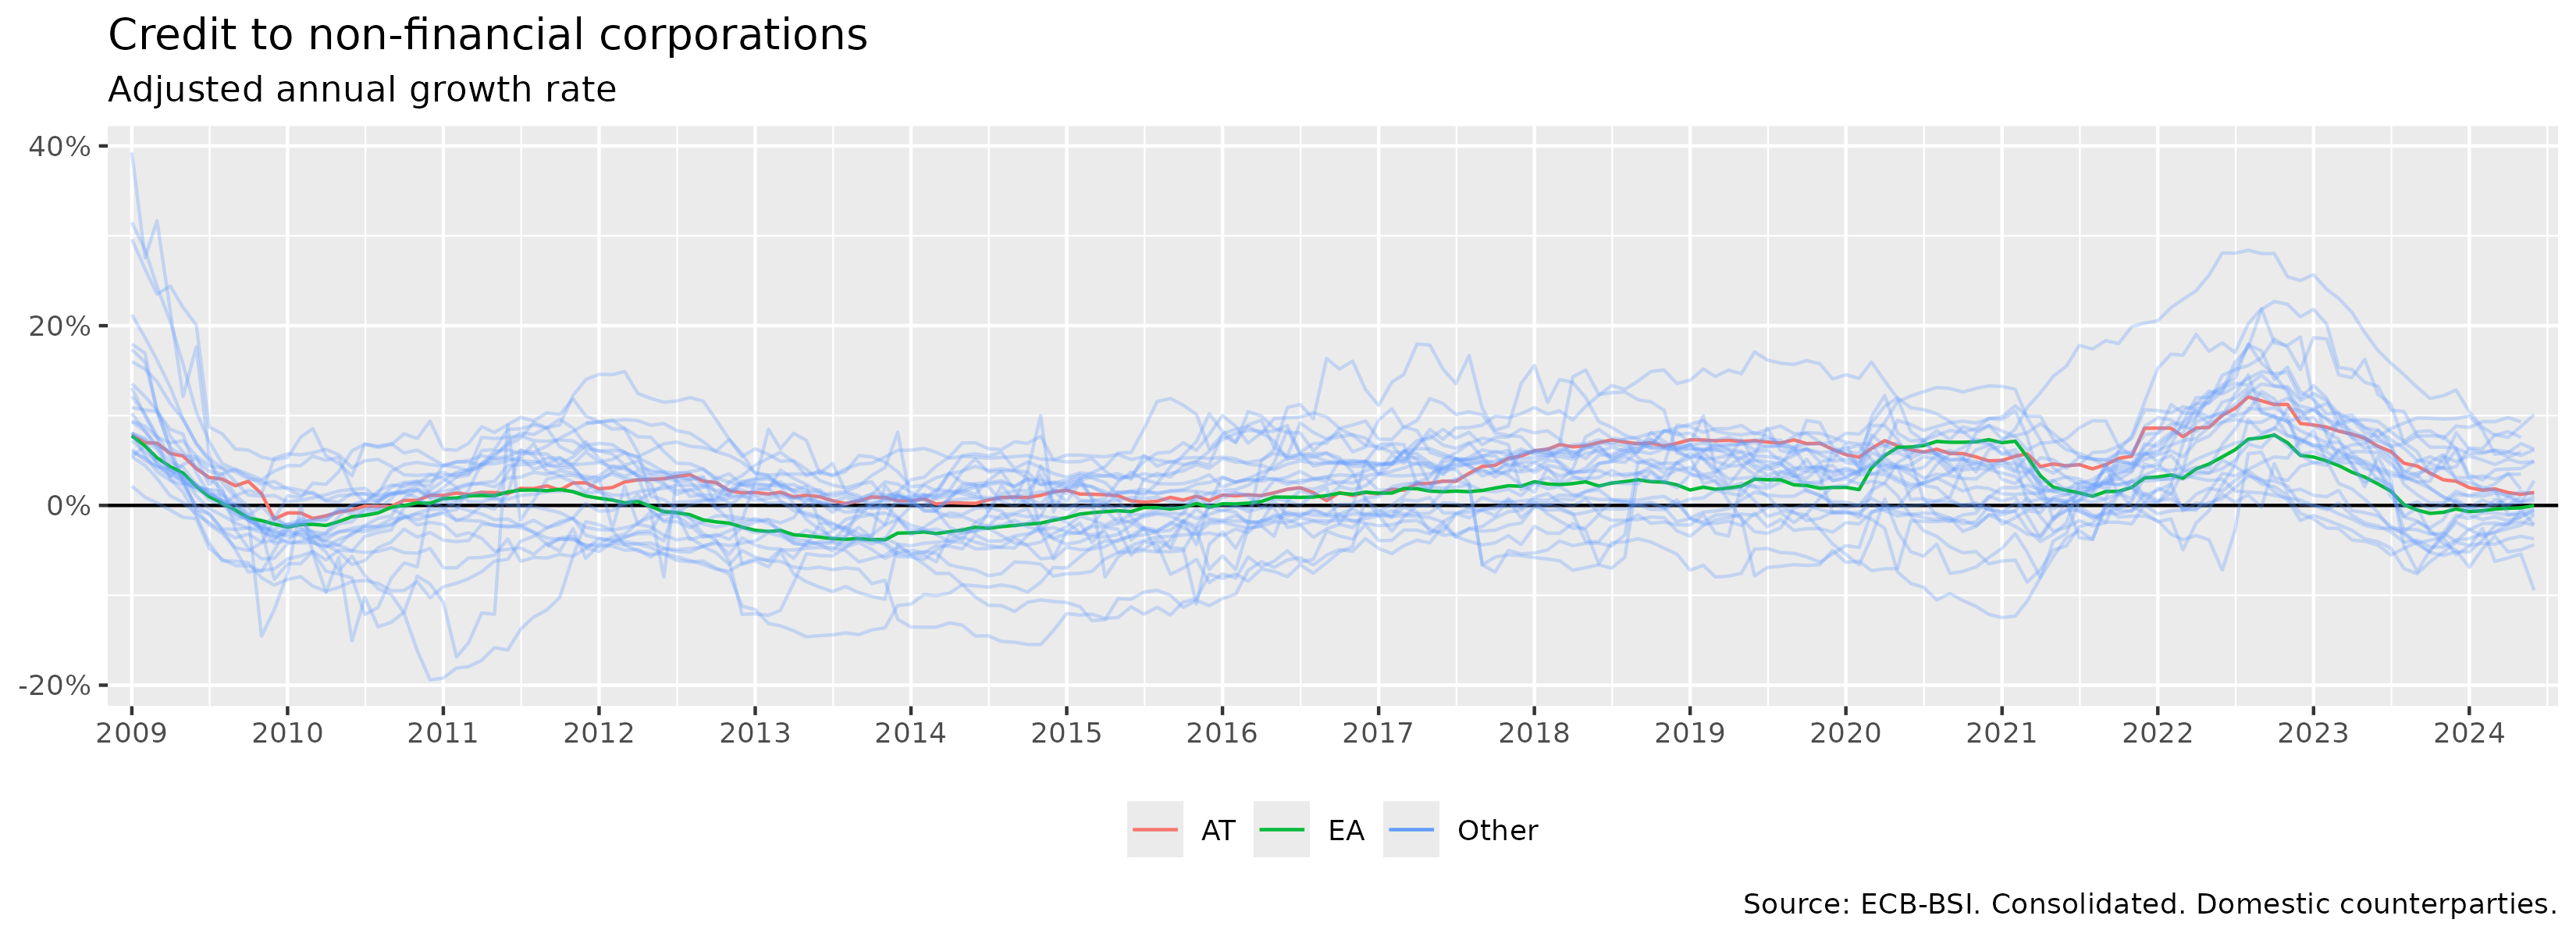 Credit to non-financial corporations
Adjusted annual growth rate
40%
20%
0%
-20%
2009 2010 2011 2012 2013 2014 2015 2016 2017 2018 2019 2020 2021 2022 2023 2024
AT EA Other
Source: ECB-BSI. Consolidated. Domestic counterparties.